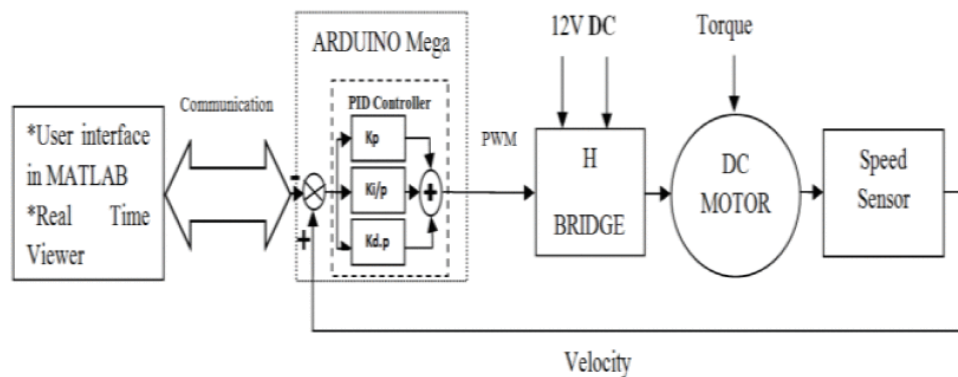 12V DC
Torque
ARDUINO Mega
Communication
PID Controller
*User interface
in MATLAB
*Real Time
Viewer
Kp
Ki/p
Kd.p
-
+
+
PWM
H
BRIDGE
DC
MOTOR
Speed
Sensor
Velocity